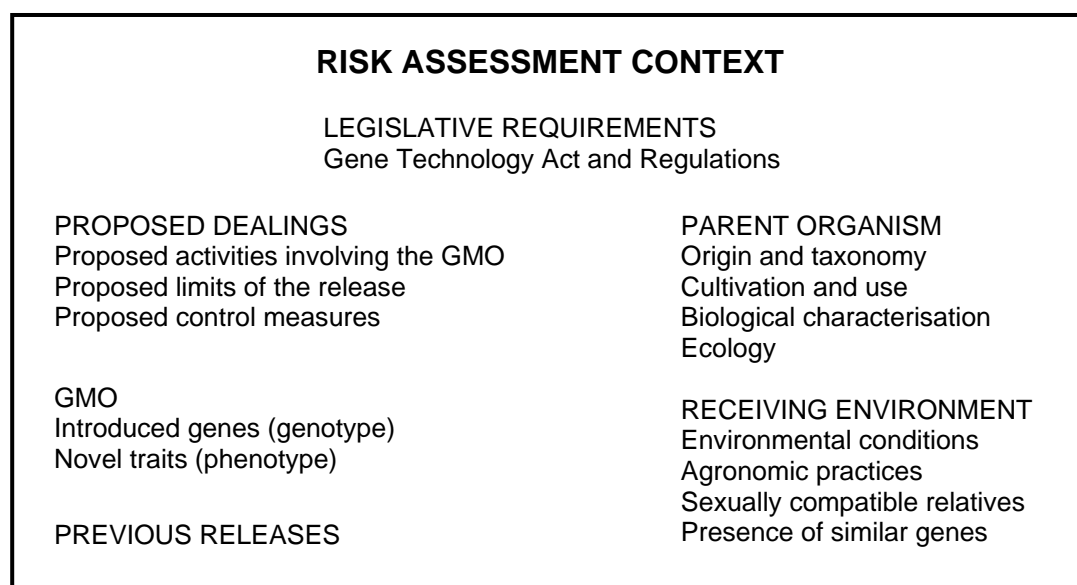 RISK ASSESSMENT CONTEXT
LEGISLATIVE REQUIREMENTS
Gene Technology Act and Regulations
PROPOSED DEALINGS
Proposed activities involving the GMO
Proposed limits of the release
Proposed control measures
GMO
Introduced genes (genotype)
Novel traits (phenotype)
PREVIOUS RELEASES
PARENT ORGANISM
Origin and taxonomy
Cultivation and use
Biological characterisation
Ecology
RECEIVING ENVIRONMENT
Environmental conditions
Agronomic practices
Sexually compatible relatives
Presence of similar genes